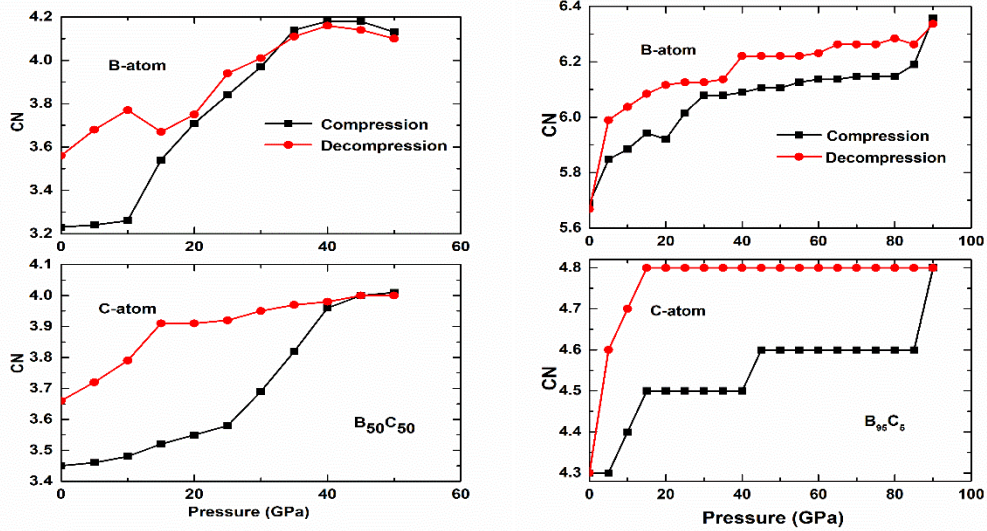 4.2
4.0
3.8
3.6
3.4
3.2
CN
B-atom
Compression
Decompression
0
20
40
60
4.1
4.0
3.9
3.8
3.7
3.6
3.5
3.4
CN
C-atom
B50C50
0
20
40
60
Pressure (GPa)
6.4
6.2
6.0
5.8
5.6
CN
B-atom
Compression
Decompression
0
20
40
60
80
100
4.8
4.7
4.6
4.5
4.4
4.3
CN
C-atom
B95C5
0
20
40
60
80
100
Pressure (GPa)